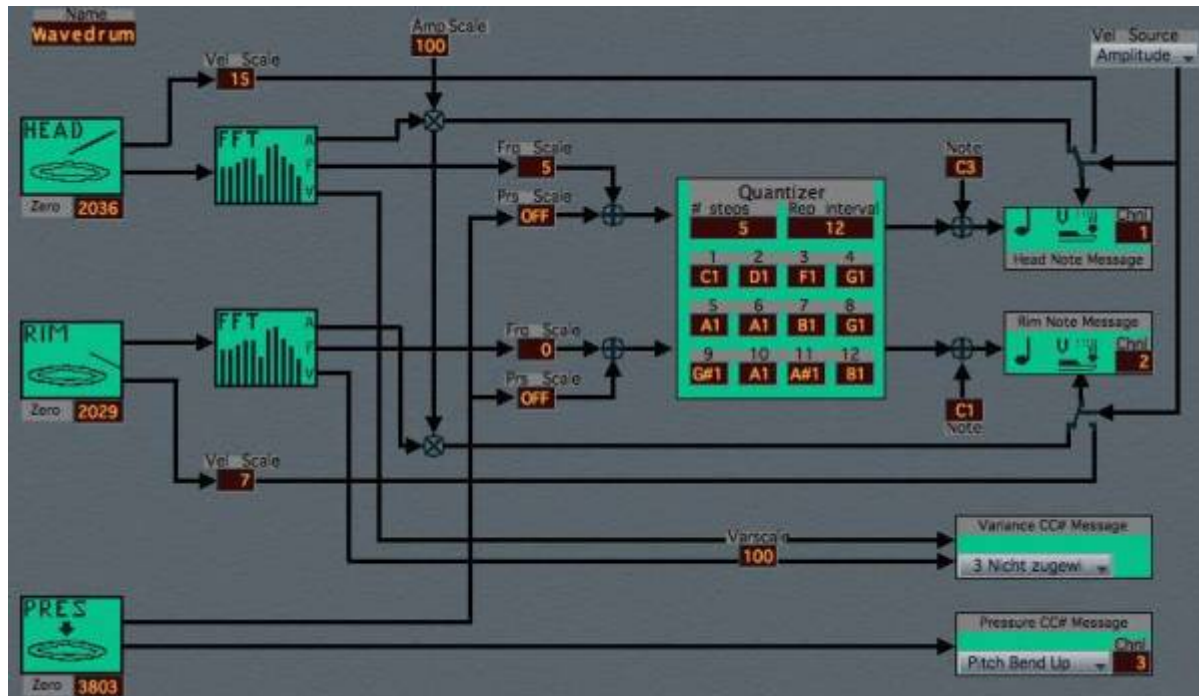 Name
Wavedrum
Amp Scale
100
Vel Source
Amplitude
Vel Scale
15
HEAD
Zero 2036
FFT
A
F
V
Frq Scale
5
Prs Scale
OFF
Quantizer
# steps
5
Rep interval
12
1 2 3 4
C1 D1 F1 G1
5 6 7 8
A1 A1 B1 G1
9 10 11 12
G#1 A1 A#1 B1
Note
C3
Chnl
1
Head Note Message
RIM
Zero 2029
FFT
A
F
V
Frq Scale
0
Prs Scale
OFF
C1
Note
Rim Note Message
Chnl
2
Vel Scale
7
Varscale
100
Variance CC# Message
3 Nicht zugewi
PRES
Zero 3803
Pressure CC# Message
Chnl
Pitch Bend Up 3